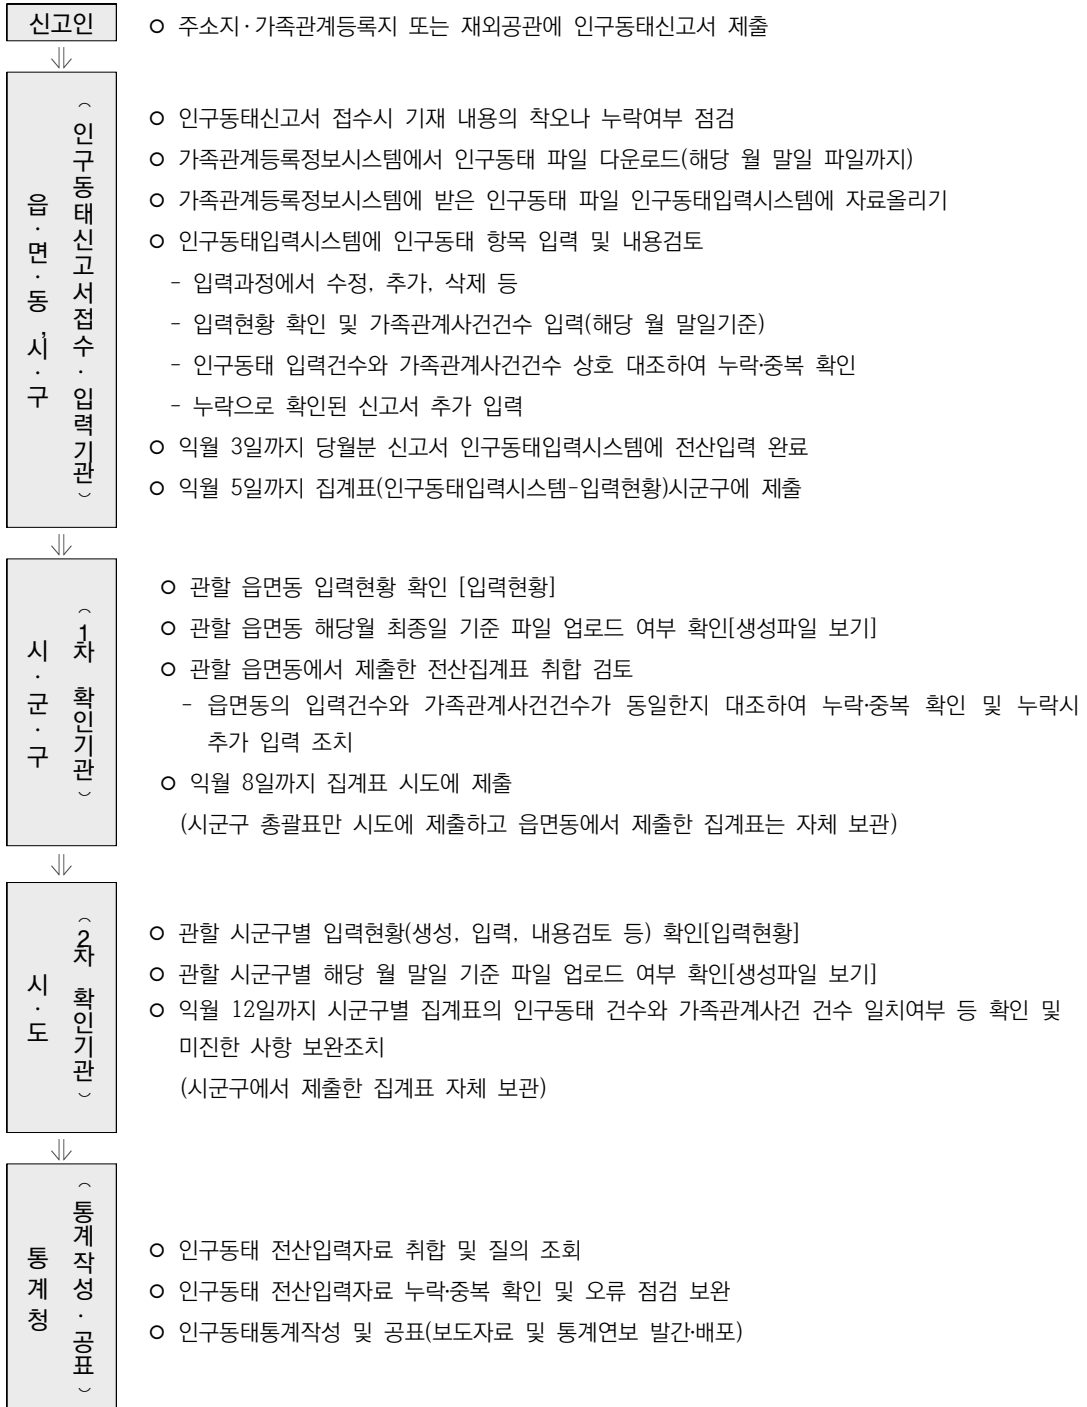 신고인
ㅇ 주소지·가족관계등록지 또는 재외공관에 인구동태신고서 제출
⇓
읍·면·동, 시·구
(인구동태신고서접수·입력기관)
ㅇ 인구동태신고서 접수시 기재 내용의 착오나 누락여부 점검
ㅇ 가족관계등록정보시스템에서 인구동태 파일 다운로드(해당 월 말일 파일까지)
ㅇ 가족관계등록정보시스템에 받은 인구동태 파일 인구동태입력시스템에 자료올리기
ㅇ 인구동태입력시스템에 인구동태 항목 입력 및 내용검토
- 입력과정에서 수정, 추가, 삭제 등
- 입력현황 확인 및 가족관계사건건수 입력(해당 월 말일기준)
- 인구동태 입력건수와 가족관계사건건수 상호 대조하여 누락·중복 확인
- 누락으로 확인된 신고서 추가 입력
ㅇ 익월 3일까지 당월분 신고서 인구동태입력시스템에 전산입력 완료
ㅇ 익월 5일까지 집계표(인구동태입력시스템-입력현황)시군구에 제출
⇓
시·군·구
(1차 확인기관)
ㅇ 관할 읍면동 입력현황 확인 [입력현황]
ㅇ 관할 읍면동 해당월 최종일 기준 파일 업로드 여부 확인[생성파일 보기]
ㅇ 관할 읍면동에서 제출한 전산집계표 취합 검토
- 읍면동의 입력건수와 가족관계사건건수가 동일한지 대조하여 누락·중복 확인 및 누락시
추가 입력 조치
ㅇ 익월 8일까지 집계표 시도에 제출
(시군구 총괄표만 시도에 제출하고 읍면동에서 제출한 집계표는 자체 보관)
⇓
시·도
(2차 확인기관)
ㅇ 관할 시군구별 입력현황(생성, 입력, 내용검토 등) 확인[입력현황]
ㅇ 관할 시군구별 해당 월 말일 기준 파일 업로드 여부 확인[생성파일 보기]
ㅇ 익월 12일까지 시군구별 집계표의 인구동태 건수와 가족관계사건 건수 일치여부 등 확인 및
미진한 사항 보완조치
(시군구에서 제출한 집계표 자체 보관)
⇓
통계청
(통계작성·공표)
ㅇ 인구동태 전산입력자료 취합 및 질의 조회
ㅇ 인구동태 전산입력자료 누락·중복 확인 및 오류 점검 보완
ㅇ 인구동태통계작성 및 공표(보도자료 및 통계연보 발간·배포)